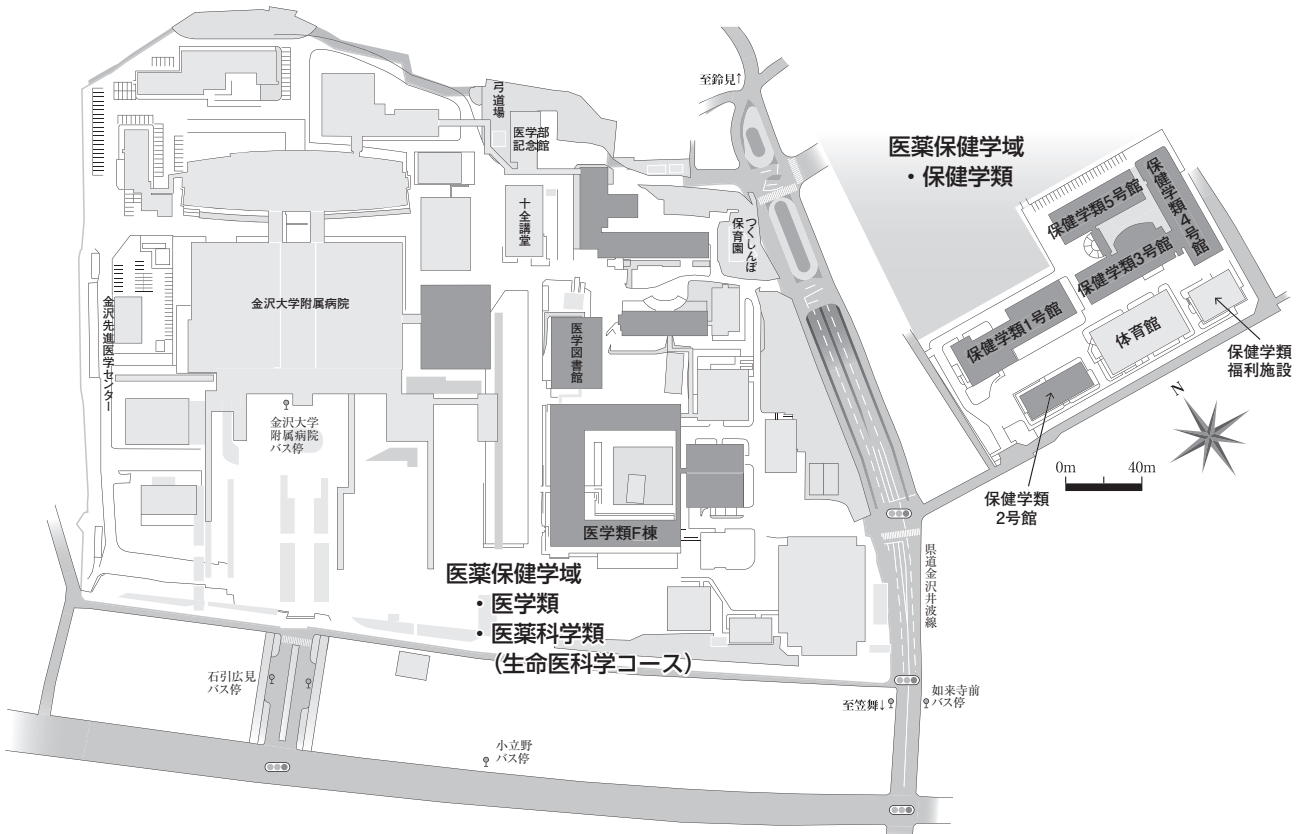 至鈴見↑
弓道場
医学部
記念館
医薬保健学域
・保健学類
保健学類5号館
保健学類4号館
十全講堂
つくしんぼ
保育園
保健学類3号館
金沢大学附属病院
金沢先進医学センター
医学図書館
保健学類1号館
体育館
保健学類
福利施設
N
金沢大学
附属病院
バス停
0m
40m
保健学類
2号館
医学類F棟
県道金沢井波線
医薬保健学域
・医学類
・医薬科学類
(生命医科学コース)
石引広見
バス停
至笠舞↓
如来寺前
バス停
小立野
バス停